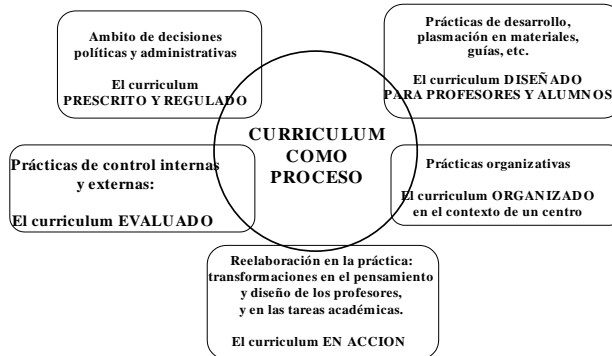 Ambito de decisiones
políticas y administrativas
El curriculum
PRESCRITO Y REGULADO
Prácticas de desarrollo,
plasmación en materiales,
guías, etc.
El curriculum DISEÑADO
PARA PROFESORES Y ALUMNOS
CURRICULUM
COMO
PROCESO
Prácticas de control internas
y externas:
El curriculum EVALUADO
Prácticas organizativas
El curriculum ORGANIZADO
en el contexto de un centro
Reelaboración en la práctica:
transformaciones en el pensamiento
y diseño de los profesores,
y en las tareas académicas.
El curriculum EN ACCION